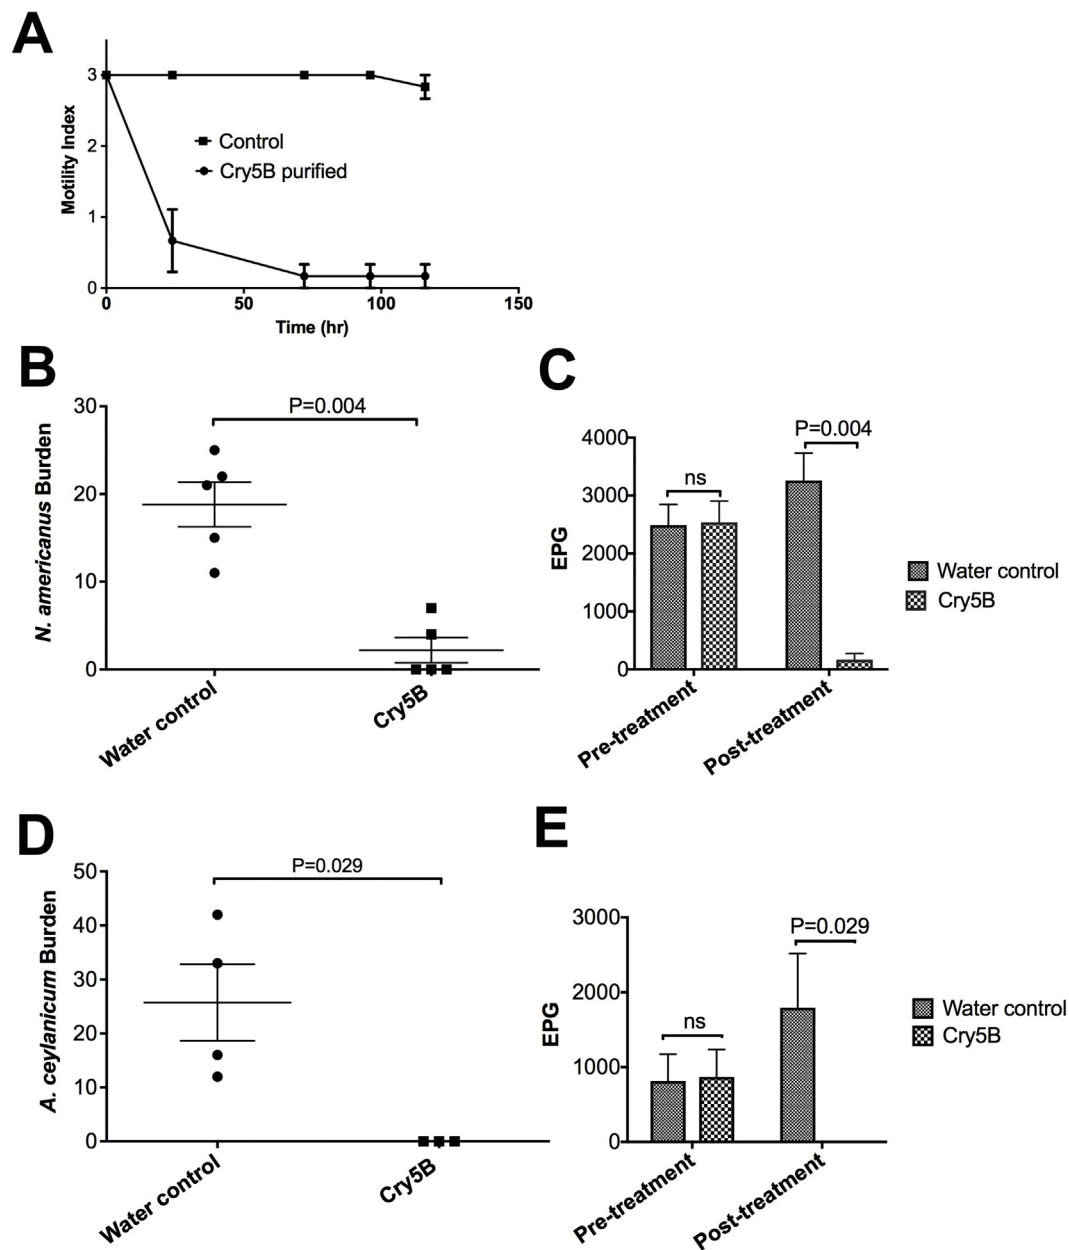 A
3
2
1
0
Motility Index
Control
Cry5B purified
0 50 100 150
Time (hr)
B
30
20
10
0
N. americanus Burden
P=0.004
Water control
Cry5B
C
4000
3000
2000
1000
0
EPG
ns
P=0.004
Water control
Cry5B
Pre-treatment
Post-treatment
D
50
40
30
20
10
0
A. ceylanicum Burden
P=0.029
Water control
Cry5B
E
3000
2000
1000
0
EPG
ns
P=0.029
Water control
Cry5B
Pre-treatment
Post-treatment